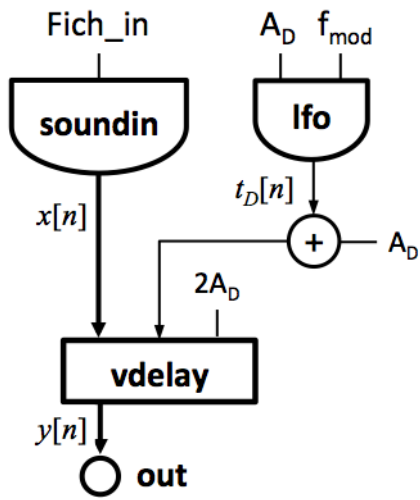 Fich_in
A_D f_mod
soundin
lfo
x[n]
t_D[n]
+
A_D
2A_D
vdelay
y[n]
out